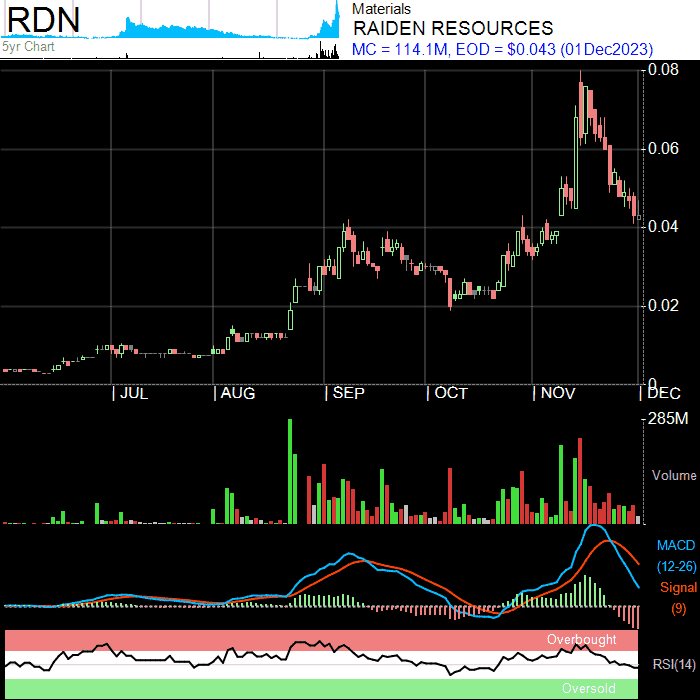 RDN
5yr Chart
Materials
RAIDEN RESOURCES
MC = 114.1M, EOD = $0.043 (01Dec2023)
0.08
0.06
0.04
0.02
0
JUL AUG SEP OCT NOV DEC
285M
Volume
MACD
(12-26)
Signal
(9)
Overbought
RSI(14)
Oversold